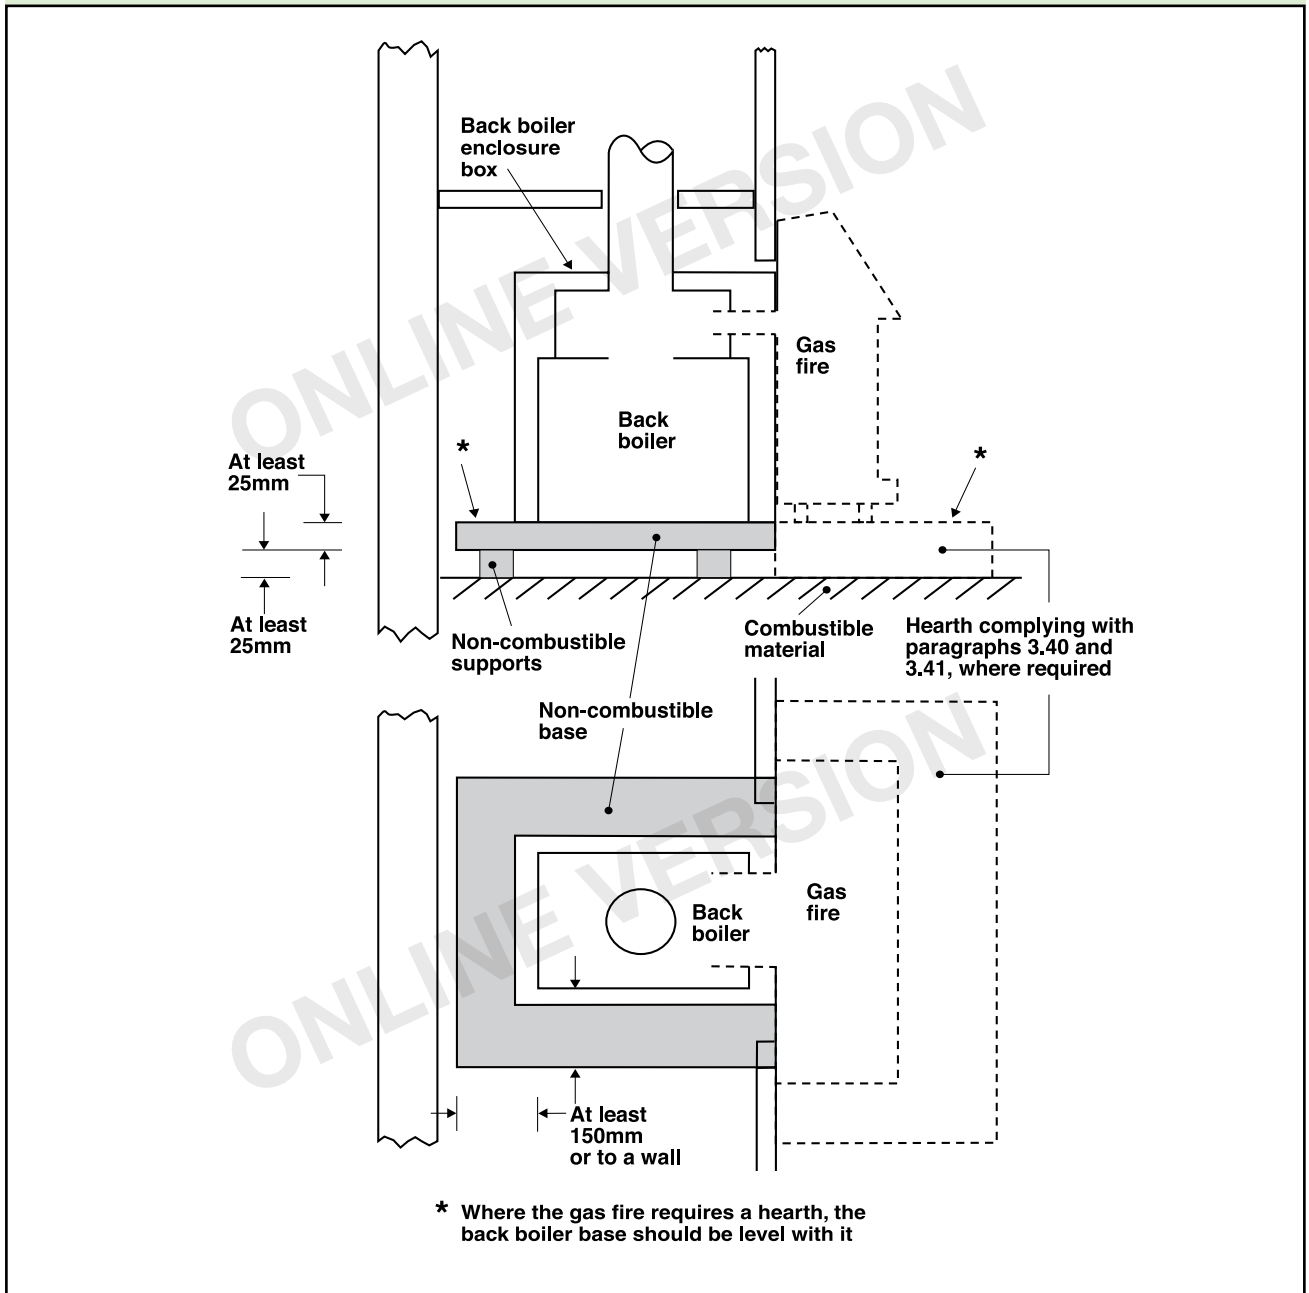 Back boiler
enclosure
box
Gas
fire
Back
boiler
*
*
At least
25mm
At least
25mm
Non-combustible
supports
Combustible
material
Hearth complying with
paragraphs 3.40 and
3.41, where required
Non-combustible
base
Gas
fire
Back
boiler
At least
150mm
or to a wall
* Where the gas fire requires a hearth, the
back boiler base should be level with it
ONLINE VERSION
ONLINE VERSION